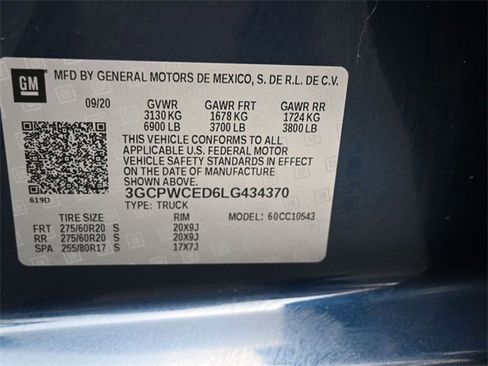 GM
MFD BY GENERAL MOTORS DE MEXICO, S. DE R.L. DE C.V.
09/20 GVWR GAWR FRT GAWR RR
3130 KG 1678 KG 1724 KG
6900 LB 3700 LB 3800 LB
THIS VEHICLE CONFORMS TO ALL
APPLICABLE U.S. FEDERAL MOTOR
VEHICLE SAFETY STANDARDS IN EFFECT
ON THE DATE OF MANUFACTURE SHOWN ABOVE.
619D 3GCPWCED6LG434370
TYPE: TRUCK
TIRE SIZE RIM MODEL: 60CC10543
FRT 275/60R20 S 20X9J
RR 275/60R20 S 20X9J
SPA 255/80R17 S 17X7J